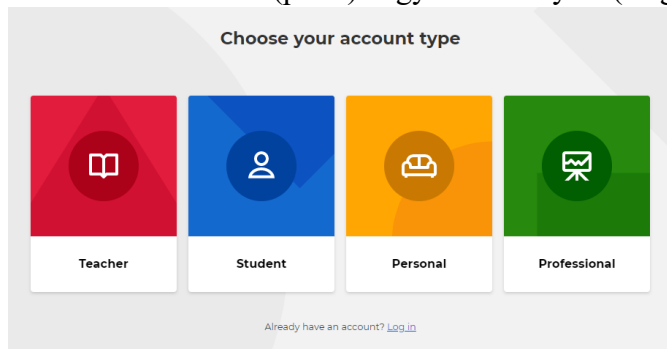 Choose your account type
Teacher Student Personal Professional
Already have an account? Log in